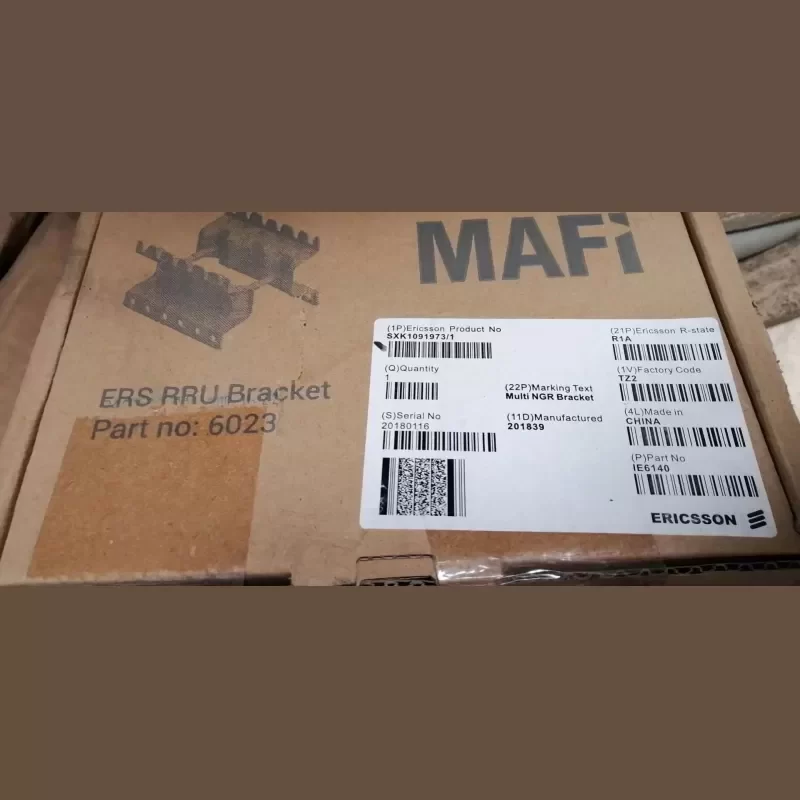 MAFi
ERS RRU Bracket
Part no: 6023
(1P)Ericsson Product No
SXK1091973/1
(21P)Ericsson R-state
R1A
(Q)Quantity
1
(1V)Factory Code
TZ2
(22P)Marking Text
Multi NGR Bracket
(S)Serial No
20180116
(11D)Manufactured
201839
(4L)Made in
CHINA
(P)Part No
IE6140
ERICSSON